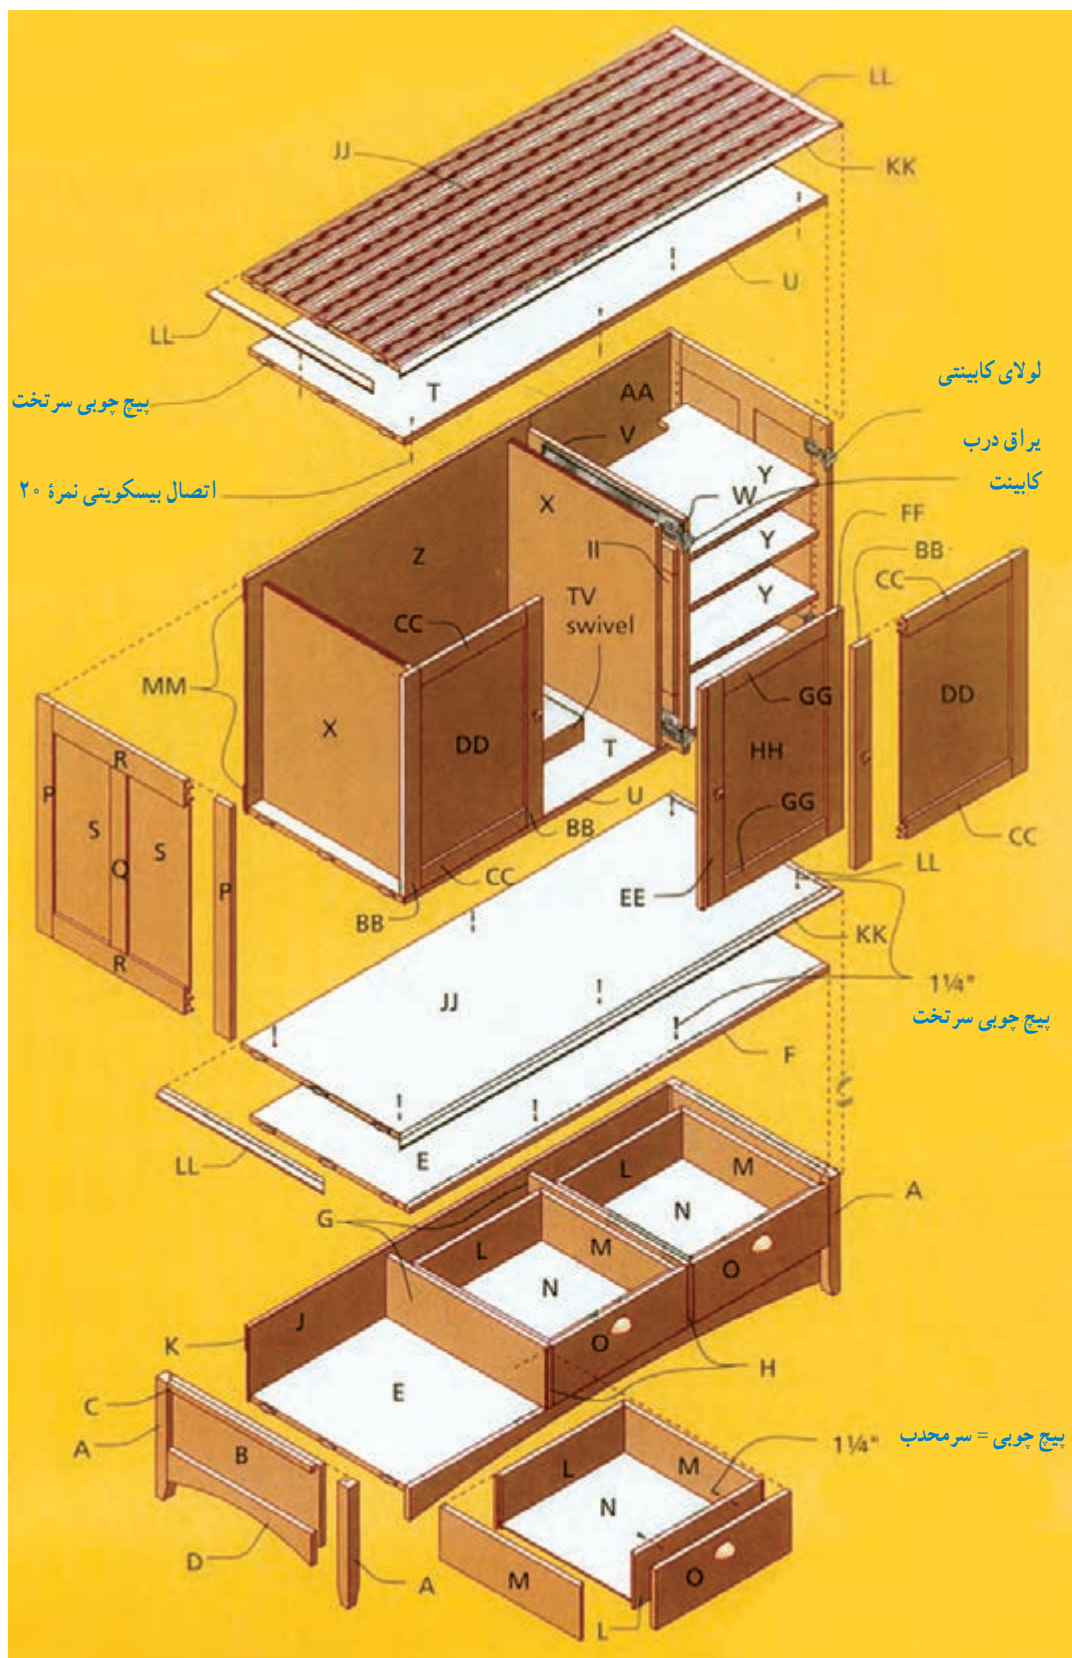 LL
JJ
KK
U
LL
T
پیچ چوبی سرتخت
لولای کابینتی
AA
V
یراق درب
کابینت
Y
W
اتصال بیسکویتی نمرهٔ ۲۰
X
FF
II
Y
BB
Z
CC
TV
swivel
Y
CC
MM
GG
DD
X
DD
HH
T
R
P
U
GG
S
S
BB
CC
Q
CC
LL
P
EE
BB
KK
R
JJ
1¼"
پیچ چوبی سرتخت
F
E
LL
L
M
A
G
N
L
M
O
N
J
O
K
H
E
C
A
B
1¼"
پیچ چوبی = سرمحدب
L
M
N
D
A
M
O
L